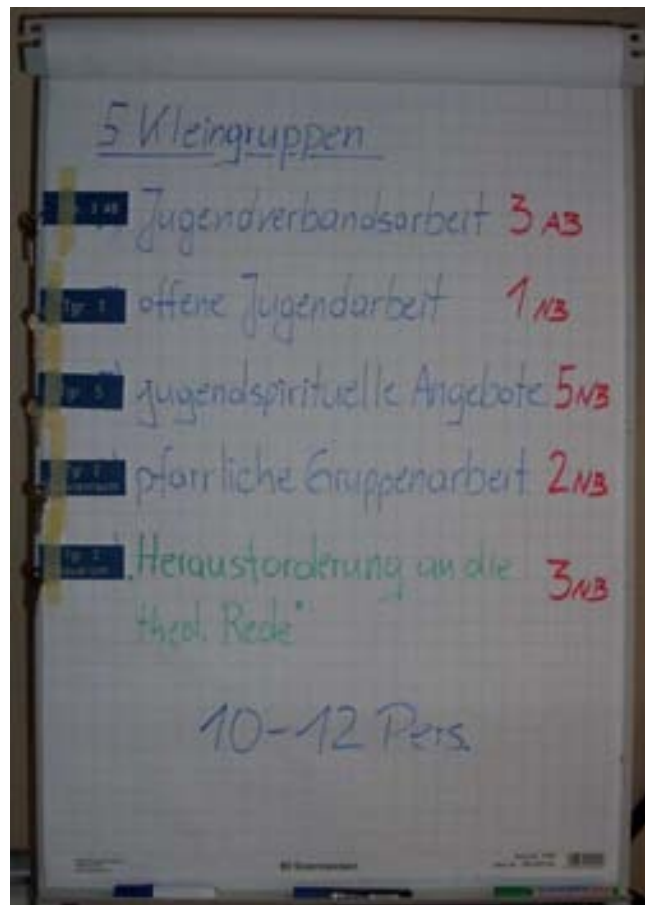 5 Kleingruppen
Jugendverbandsarbeit 3 AB
offene Jugendarbeit 1 NB
jugendspirituelle Angebote 5 NB
pfarrliche Gruppenarbeit 2 NB
Herausforderung an die 3 NB
theol. Rede"
10-12 Pers.